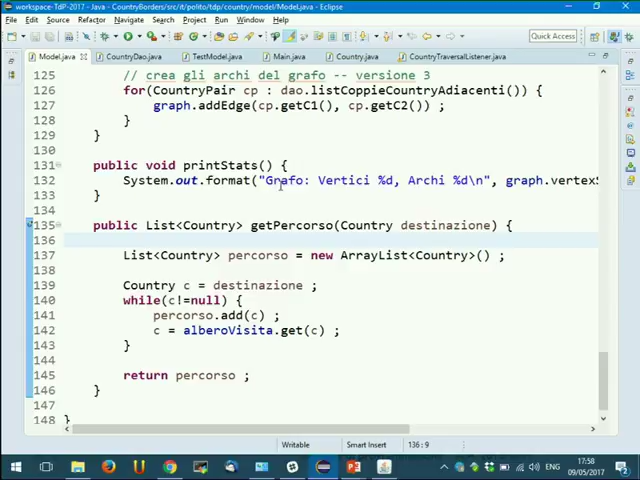 workspace-TdP-2017 - Java - CountryBorders/src/it/polito/tdp/country/model/Model.java - Eclipse
File Edit Source Refactor Navigate Search Project Run Window Help
Quick Access
Model.java CountryDao.java TestModel.java Main.java Country.java CountryTraversalListener.java
125 // crea gli archi del grafo -- versione 3
126 for(CountryPair cp : dao.listCoppieCountryAdiacenti()) {
127 graph.addEdge(cp.getC1(), cp.getC2()) ;
128 }
129 }
130
131 public void printStats() {
132 System.out.format("Grafo: Vertici %d, Archi %d\n", graph.vertexS
133 }
134
135 public List<Country> getPercorso(Country destinazione) {
136
137 List<Country> percorso = new ArrayList<Country>() ;
138
139 Country c = destinazione ;
140 while(c!=null) {
141 percorso.add(c) ;
142 c = alberoVisita.get(c) ;
143 }
144
145 return percorso ;
146 }
147
148 }
Writable Smart Insert 136 : 9
ENG 17:58
09/05/2017